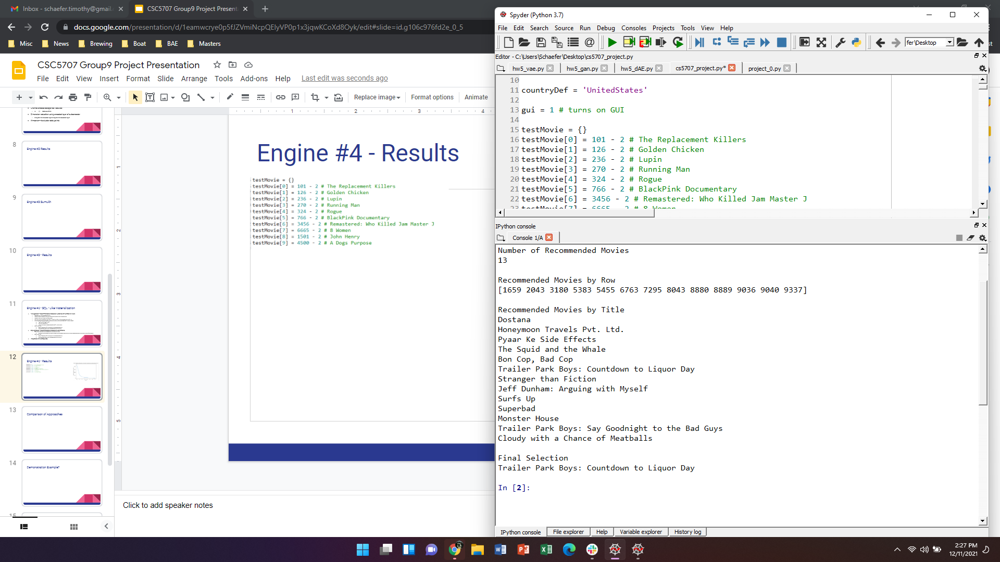 Inbox - schaefer.timothy@gmail.
CSC5707 Group9 Project Present
docs.google.com/presentation/d/1eamwcrye0p5fJZVmiNcpQElyVP0p1x3jqwKCoXd8Oyk/edit#slide=id.g106c976fd2e_0_5
Misc News Brewing Boat BAE Masters
CSC5707 Group9 Project Presentation
File Edit View Insert Format Slide Arrange Tools Add-ons Help Last edit was seconds ago
Replace image Format options Animate
1 2 3 4
8
Engine #2 Results
9
Engine #3 Sumukh
10
Engine #3 - Results
11
Engine #4 - SQL - Like Materialization
12
Engine #4 - Results
13
Comparison of Approaches
14
Demonstration Example?
15
1
2
3
4
5
Engine #4 - Results
testMovie = {}
testMovie[0] = 101 - 2 # The Replacement Killers
testMovie[1] = 126 - 2 # Golden Chicken
testMovie[2] = 236 - 2 # Lupin
testMovie[3] = 270 - 2 # Running Man
testMovie[4] = 324 - 2 # Rogue
testMovie[5] = 766 - 2 # BlackPink Documentary
testMovie[6] = 3456 - 2 # Remastered: Who Killed Jam Master J
testMovie[7] = 6665 - 2 # 8 Women
testMovie[8] = 1501 - 2 # John Henry
testMovie[9] = 4500 - 2 # A Dogs Purpose
Click to add speaker notes
Spyder (Python 3.7)
File Edit Search Source Run Debug Consoles Projects Tools View Help
fer\Desktop
Editor - C:\Users\Schaefer\Desktop\cs5707_project.py
hw5_vae.py hw5_gan.py hw5_dAE.py cs5707_project.py* project_0.py
10
11 countryDef = 'UnitedStates'
12
13 gui = 1 # turns on GUI
14
15 testMovie = {}
16 testMovie[0] = 101 - 2 # The Replacement Killers
17 testMovie[1] = 126 - 2 # Golden Chicken
18 testMovie[2] = 236 - 2 # Lupin
19 testMovie[3] = 270 - 2 # Running Man
20 testMovie[4] = 324 - 2 # Rogue
21 testMovie[5] = 766 - 2 # BlackPink Documentary
22 testMovie[6] = 3456 - 2 # Remastered: Who Killed Jam Master J
23 testMovie[7] = 6665 - 2 # 8 Women
IPython console
Console 1/A
Number of Recommended Movies
13
Recommended Movies by Row
[1659 2043 3180 5383 5455 6763 7295 8043 8880 8889 9036 9040 9337]
Recommended Movies by Title
Dostana
Honeymoon Travels Pvt. Ltd.
Pyaar Ke Side Effects
The Squid and the Whale
Bon Cop, Bad Cop
Trailer Park Boys: Countdown to Liquor Day
Stranger than Fiction
Jeff Dunham: Arguing with Myself
Surfs Up
Superbad
Monster House
Trailer Park Boys: Say Goodnight to the Bad Guys
Cloudy with a Chance of Meatballs
Final Selection
Trailer Park Boys: Countdown to Liquor Day
In [2]:
IPython console File explorer Help Variable explorer History log
2:27 PM
12/11/2021